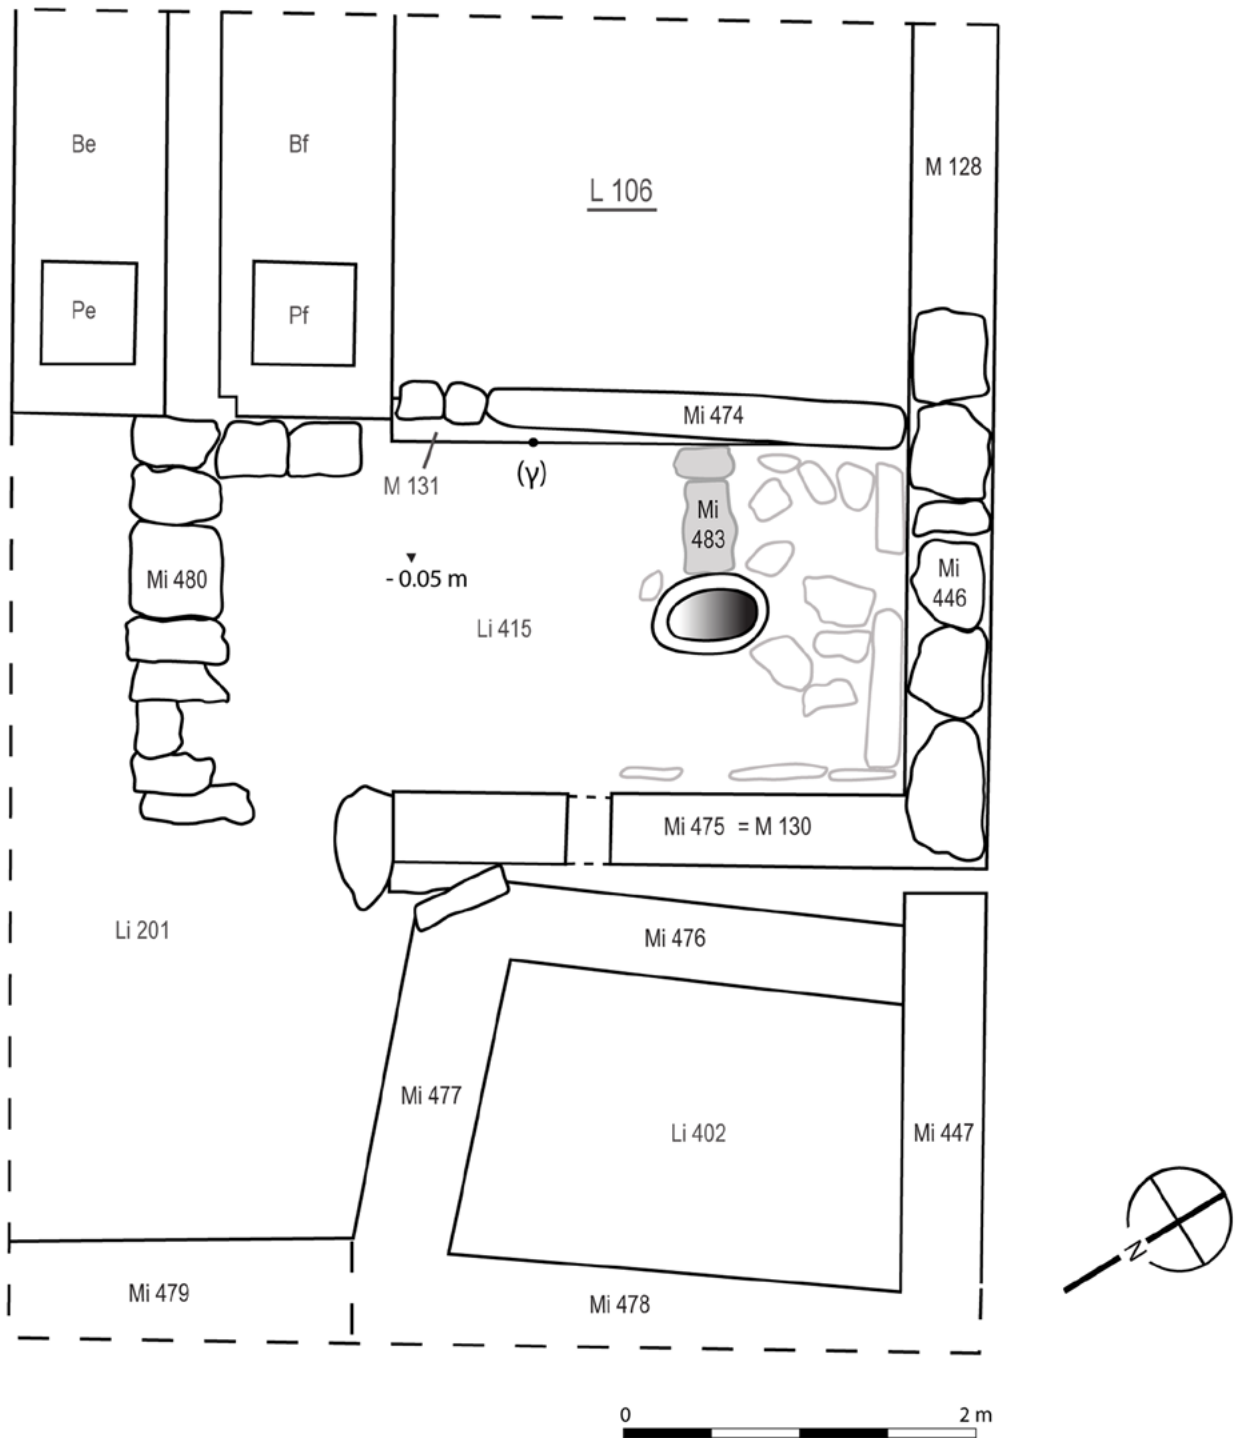 Be
Bf
L 106
M 128
Pe
Pf
Mi 474
M 131
(γ)
Mi
483
- 0.05 m
Mi 480
Mi
446
Li 415
Mi 475 = M 130
Li 201
Mi 476
Mi 477
Li 402
Mi 447
N
Mi 479
Mi 478
0
2 m